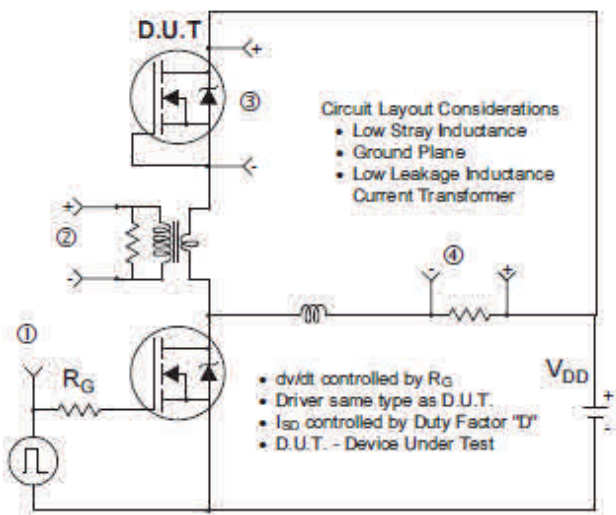 D.U.T
+
③
-
Circuit Layout Considerations
• Low Stray Inductance
• Ground Plane
• Low Leakage Inductance
Current Transformer
+
②
-
④
-
+
①
RG
VDD
+
-
• dv/dt controlled by RG
• Driver same type as D.U.T.
• ISD controlled by Duty Factor "D"
• D.U.T. - Device Under Test